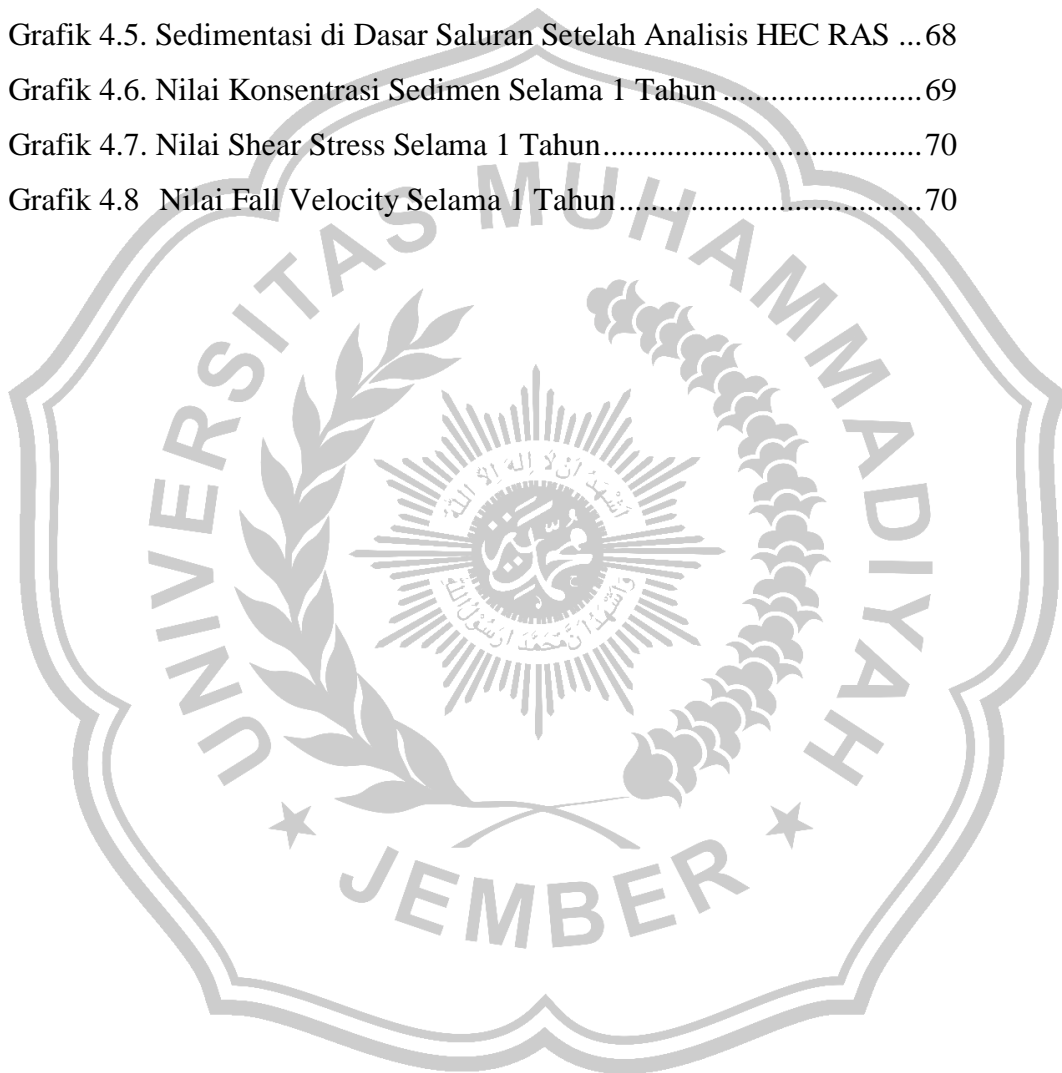 Grafik 4.5. Sedimentasi di Dasar Saluran Setelah Analisis HEC RAS ...68
Grafik 4.6. Nilai Konsentrasi Sedimen Selama 1 Tahun .........................69
Grafik 4.7. Nilai Shear Stress Selama 1 Tahun........................................70
Grafik 4.8 Nilai Fall Velocity Selama 1 Tahun......................................70
UNIVERSITAS MUHAMMADIYAH
JEMBER